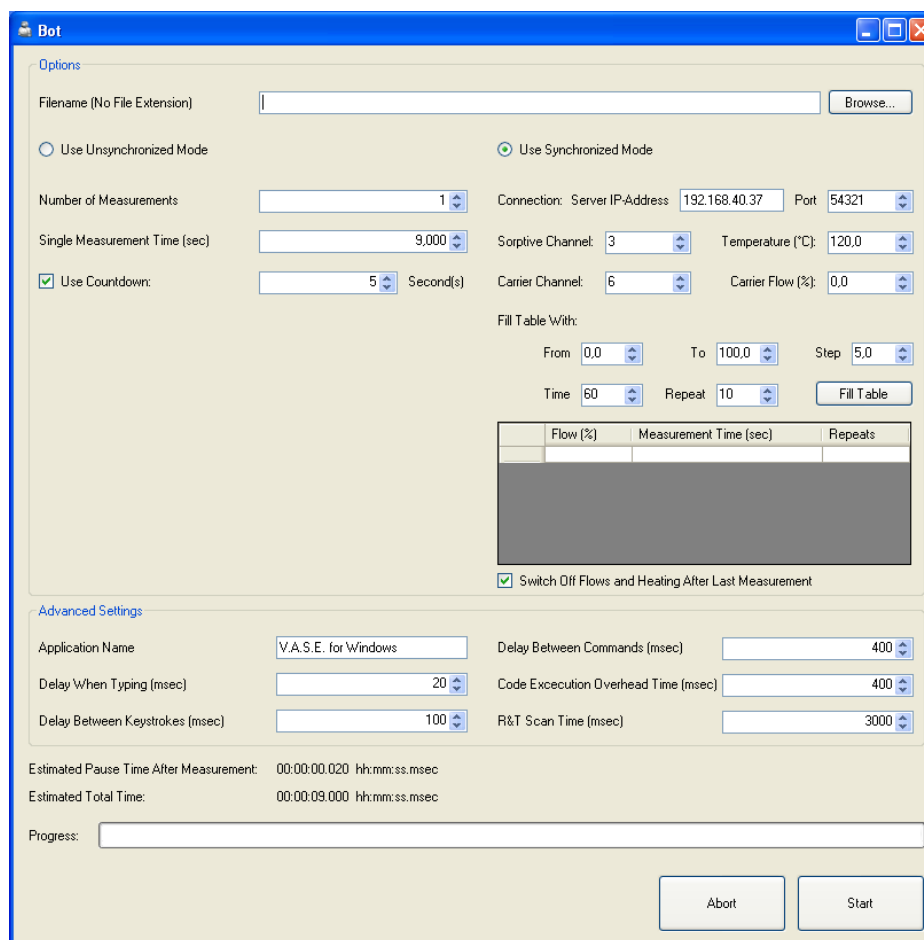 Bot
Options
Filename (No File Extension) Browse...
Use Unsynchronized Mode Use Synchronized Mode
Number of Measurements 1 Connection: Server IP-Address 192.168.40.37 Port 54321
Single Measurement Time (sec) 9,000 Sorptive Channel: 3 Temperature (°C): 120,0
Use Countdown: 5 Second(s) Carrier Channel: 6 Carrier Flow (%): 0,0
Fill Table With:
From 0,0 To 100,0 Step 5,0
Time 60 Repeat 10 Fill Table
Flow (%) Measurement Time (sec) Repeats
Switch Off Flows and Heating After Last Measurement
Advanced Settings
Application Name V.A.S.E. for Windows Delay Between Commands (msec) 400
Delay When Typing (msec) 20 Code Excecution Overhead Time (msec) 400
Delay Between Keystrokes (msec) 100 R&T Scan Time (msec) 3000
Estimated Pause Time After Measurement: 00:00:00.020 hh:mm:ss.msec
Estimated Total Time: 00:00:09.000 hh:mm:ss.msec
Progress:
Abort Start